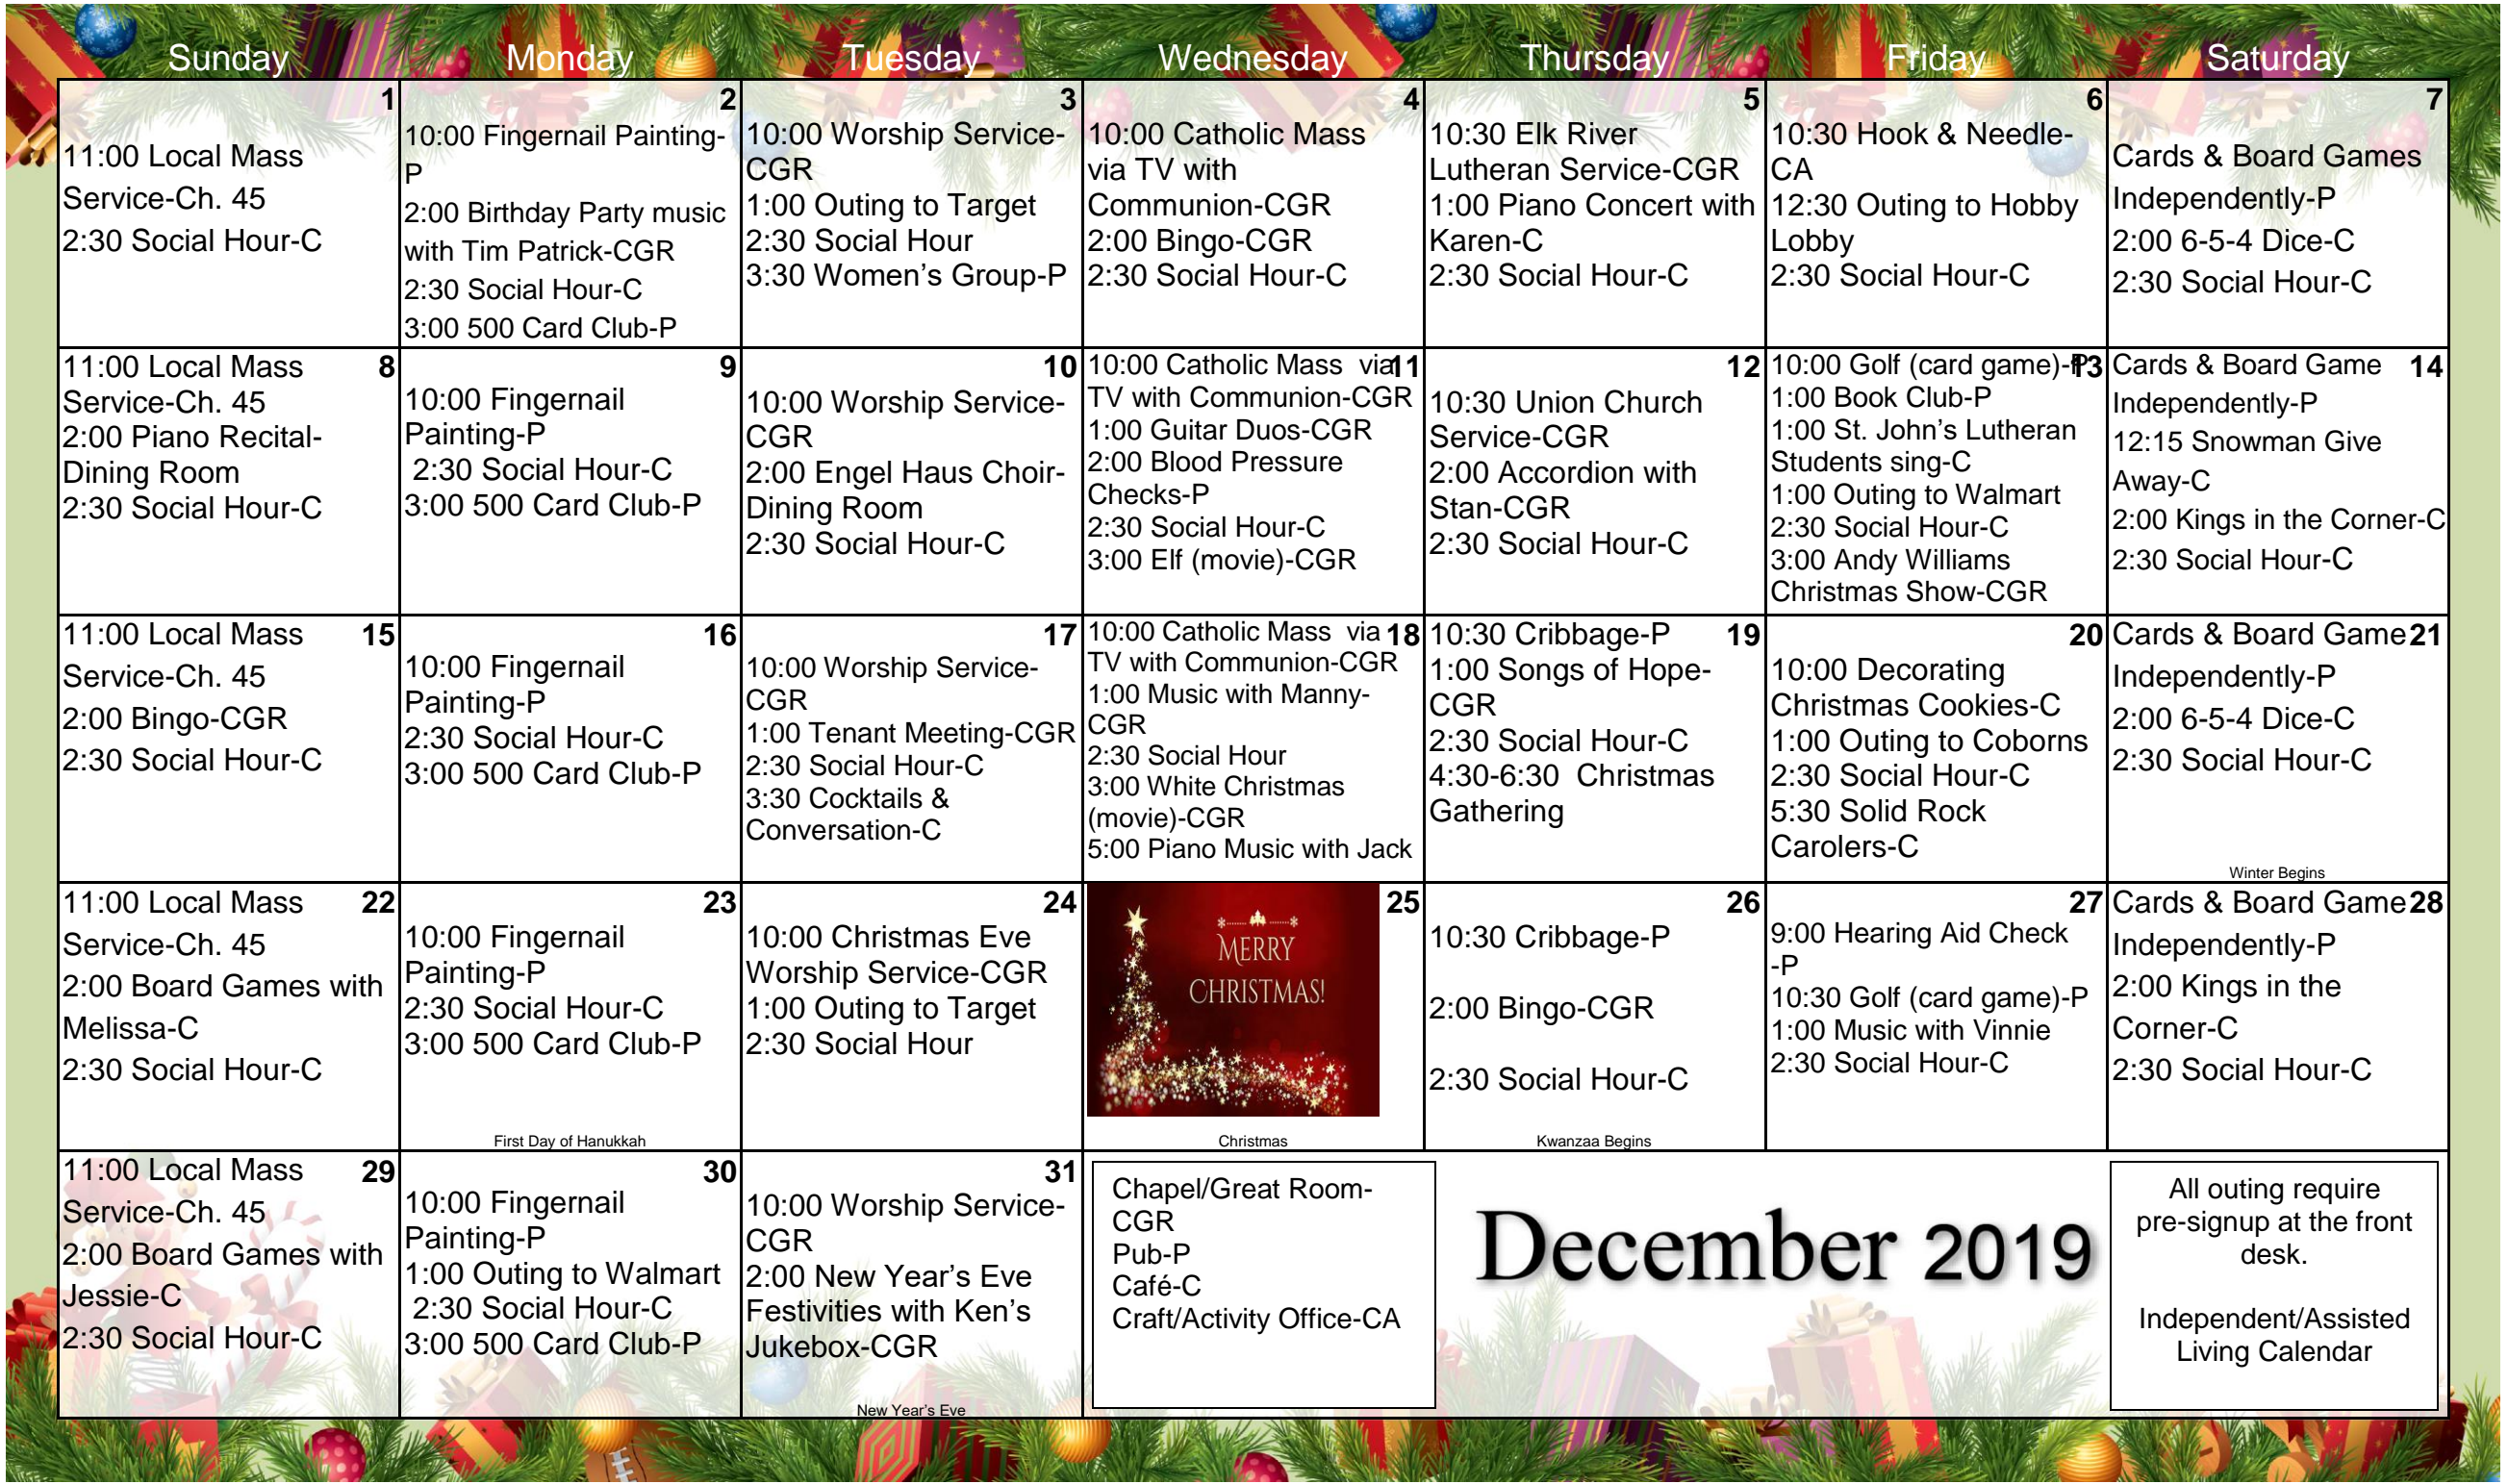 Sunday Monday Tuesday Wednesday Thursday Friday Saturday
1
11:00 Local Mass
Service-Ch. 45
2:30 Social Hour-C
2
10:00 Fingernail Painting-
P
2:00 Birthday Party music
with Tim Patrick-CGR
2:30 Social Hour-C
3:00 500 Card Club-P
3
10:00 Worship Service-
CGR
1:00 Outing to Target
2:30 Social Hour
3:30 Women’s Group-P
4
10:00 Catholic Mass
via TV with
Communion-CGR
2:00 Bingo-CGR
2:30 Social Hour-C
5
10:30 Elk River
Lutheran Service-CGR
1:00 Piano Concert with
Karen-C
2:30 Social Hour-C
6
10:30 Hook & Needle-
CA
12:30 Outing to Hobby
Lobby
2:30 Social Hour-C
7
Cards & Board Games
Independently-P
2:00 6-5-4 Dice-C
2:30 Social Hour-C
11:00 Local Mass 8
Service-Ch. 45
2:00 Piano Recital-
Dining Room
2:30 Social Hour-C
9
10:00 Fingernail
Painting-P
2:30 Social Hour-C
3:00 500 Card Club-P
10
10:00 Worship Service-
CGR
2:00 Engel Haus Choir-
Dining Room
2:30 Social Hour-C
10:00 Catholic Mass via 11
TV with Communion-CGR
1:00 Guitar Duos-CGR
2:00 Blood Pressure
Checks-P
2:30 Social Hour-C
3:00 Elf (movie)-CGR
12
10:30 Union Church
Service-CGR
2:00 Accordion with
Stan-CGR
2:30 Social Hour-C
10:00 Golf (card game)-P 13
1:00 Book Club-P
1:00 St. John’s Lutheran
Students sing-C
1:00 Outing to Walmart
2:30 Social Hour-C
3:00 Andy Williams
Christmas Show-CGR
Cards & Board Game 14
Independently-P
12:15 Snowman Give
Away-C
2:00 Kings in the Corner-C
2:30 Social Hour-C
11:00 Local Mass 15
Service-Ch. 45
2:00 Bingo-CGR
2:30 Social Hour-C
16
10:00 Fingernail
Painting-P
2:30 Social Hour-C
3:00 500 Card Club-P
17
10:00 Worship Service-
CGR
1:00 Tenant Meeting-CGR
2:30 Social Hour-C
3:30 Cocktails &
Conversation-C
10:00 Catholic Mass via 18
TV with Communion-CGR
1:00 Music with Manny-
CGR
2:30 Social Hour
3:00 White Christmas
(movie)-CGR
5:00 Piano Music with Jack
10:30 Cribbage-P 19
1:00 Songs of Hope-
CGR
2:30 Social Hour-C
4:30-6:30 Christmas
Gathering
20
10:00 Decorating
Christmas Cookies-C
1:00 Outing to Coborns
2:30 Social Hour-C
5:30 Solid Rock
Carolers-C
Cards & Board Game 21
Independently-P
2:00 6-5-4 Dice-C
2:30 Social Hour-C
Winter Begins
11:00 Local Mass 22
Service-Ch. 45
2:00 Board Games with
Melissa-C
2:30 Social Hour-C
23
10:00 Fingernail
Painting-P
2:30 Social Hour-C
3:00 500 Card Club-P
First Day of Hanukkah
24
10:00 Christmas Eve
Worship Service-CGR
1:00 Outing to Target
2:30 Social Hour
25
MERRY
CHRISTMAS!
Christmas
26
10:30 Cribbage-P
2:00 Bingo-CGR
2:30 Social Hour-C
Kwanzaa Begins
27
9:00 Hearing Aid Check
-P
10:30 Golf (card game)-P
1:00 Music with Vinnie
2:30 Social Hour-C
Cards & Board Game 28
Independently-P
2:00 Kings in the
Corner-C
2:30 Social Hour-C
11:00 Local Mass 29
Service-Ch. 45
2:00 Board Games with
Jessie-C
2:30 Social Hour-C
30
10:00 Fingernail
Painting-P
1:00 Outing to Walmart
2:30 Social Hour-C
3:00 500 Card Club-P
31
10:00 Worship Service-
CGR
2:00 New Year’s Eve
Festivities with Ken’s
Jukebox-CGR
New Year’s Eve
Chapel/Great Room-
CGR
Pub-P
Café-C
Craft/Activity Office-CA
December 2019
All outing require
pre-signup at the front
desk.
Independent/Assisted
Living Calendar